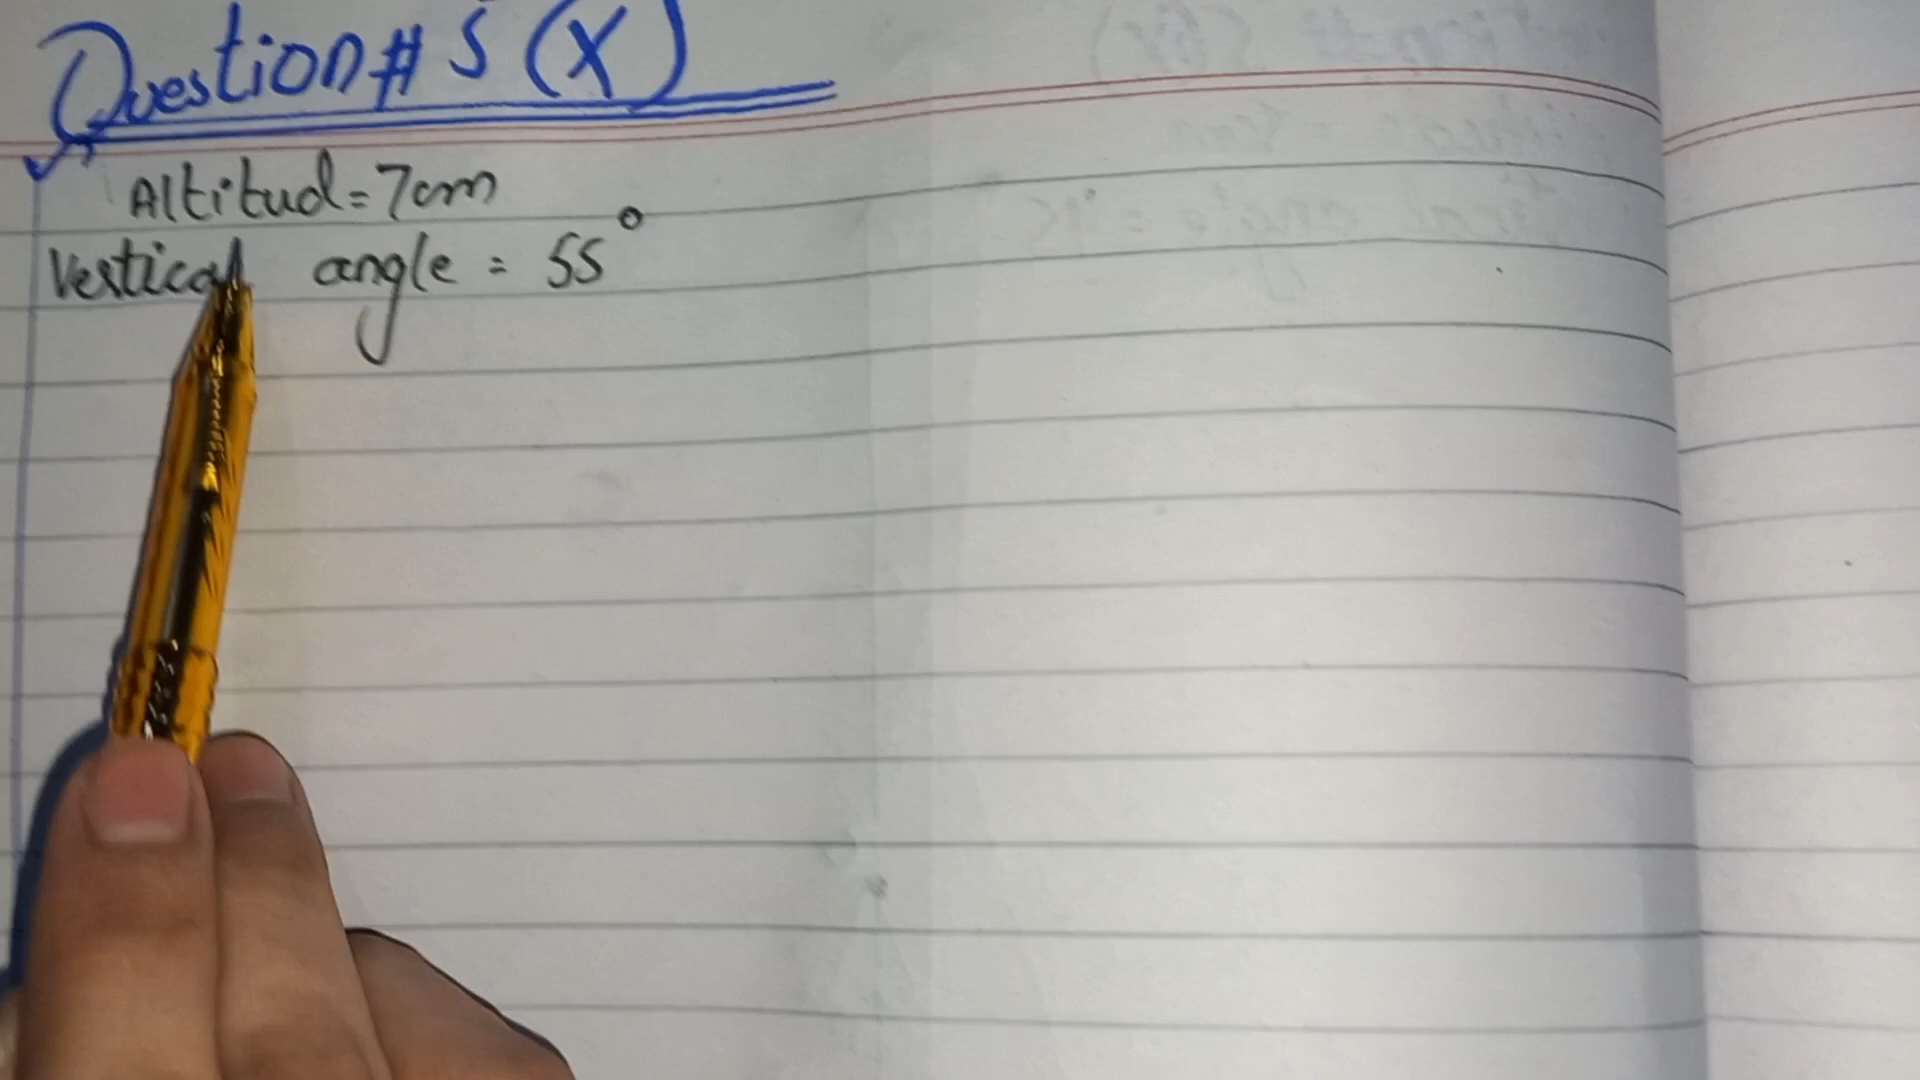 Question # 5 (X)
Altitud = 7cm
Vertical angle = 55°